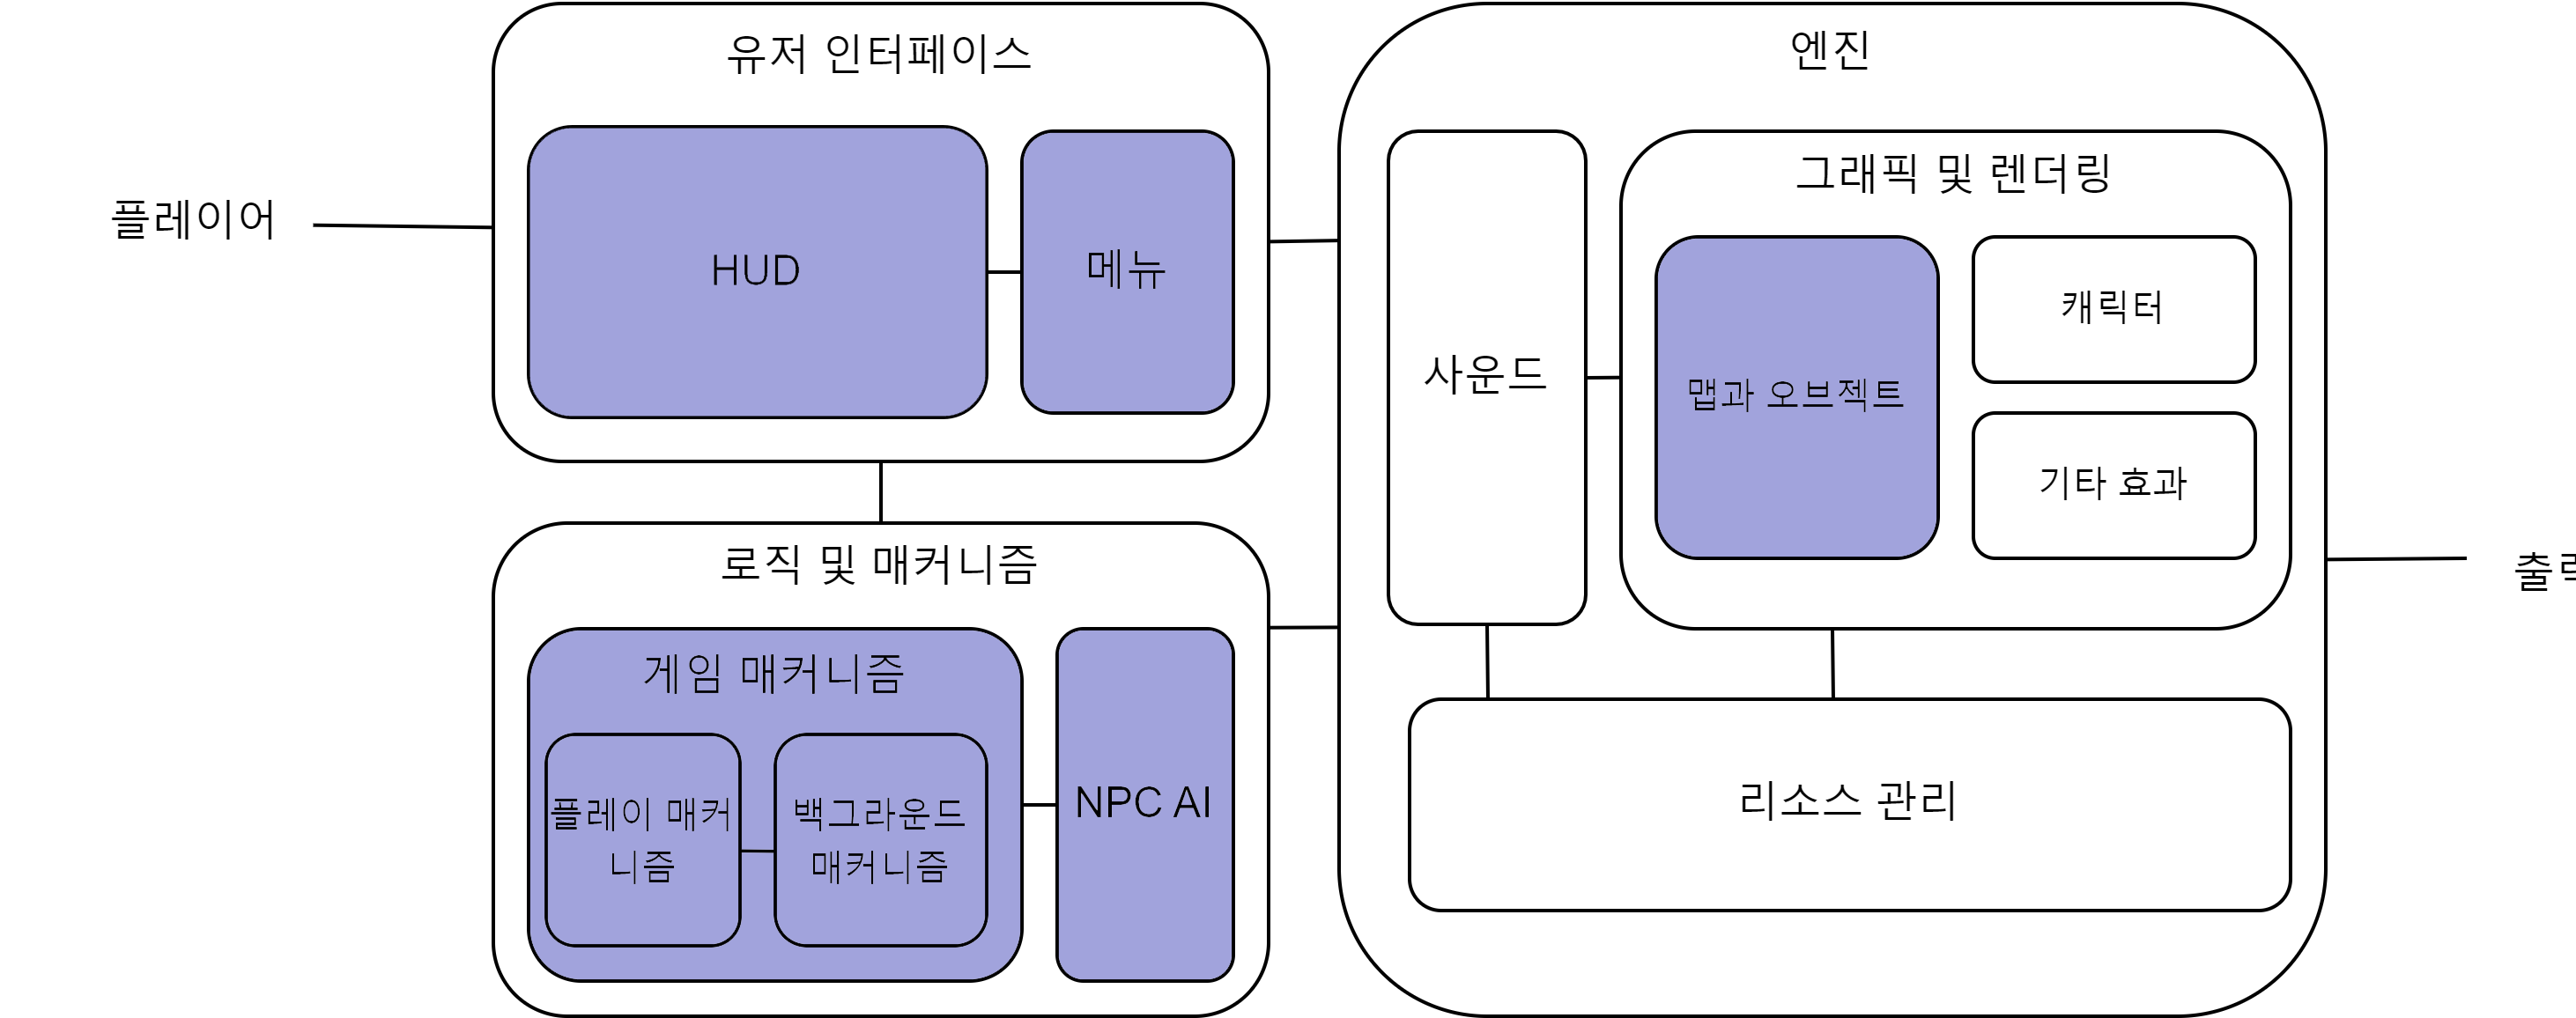 플레이어
유저 인터페이스
HUD
메뉴
로직 및 매커니즘
게임 매커니즘
플레이 매커
니즘
백그라운드
매커니즘
NPC AI
엔진
사운드
그래픽 및 렌더링
맵과 오브젝트
캐릭터
기타 효과
리소스 관리